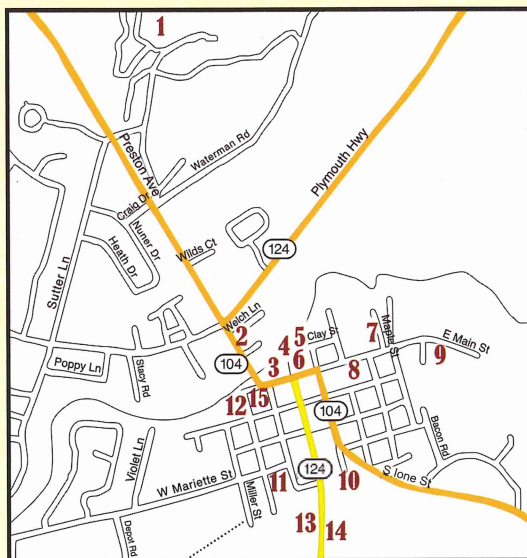 1
Preston Ave
Waterman Rd
Plymouth Hwy
Craig Dr
Nuner Dr
Heath Dr
Wilds Ct
124
Sutter Ln
Welch Ln
2
Clay St
5
4
7
Maple St
E Main St
9
Poppy Ln
Stacy Rd
104
3
6
8
12
15
104
Bacon Rd
Violet Ln
W Mariette St
124
S Ione St
11
10
Miller St
Depot Rd
13
14